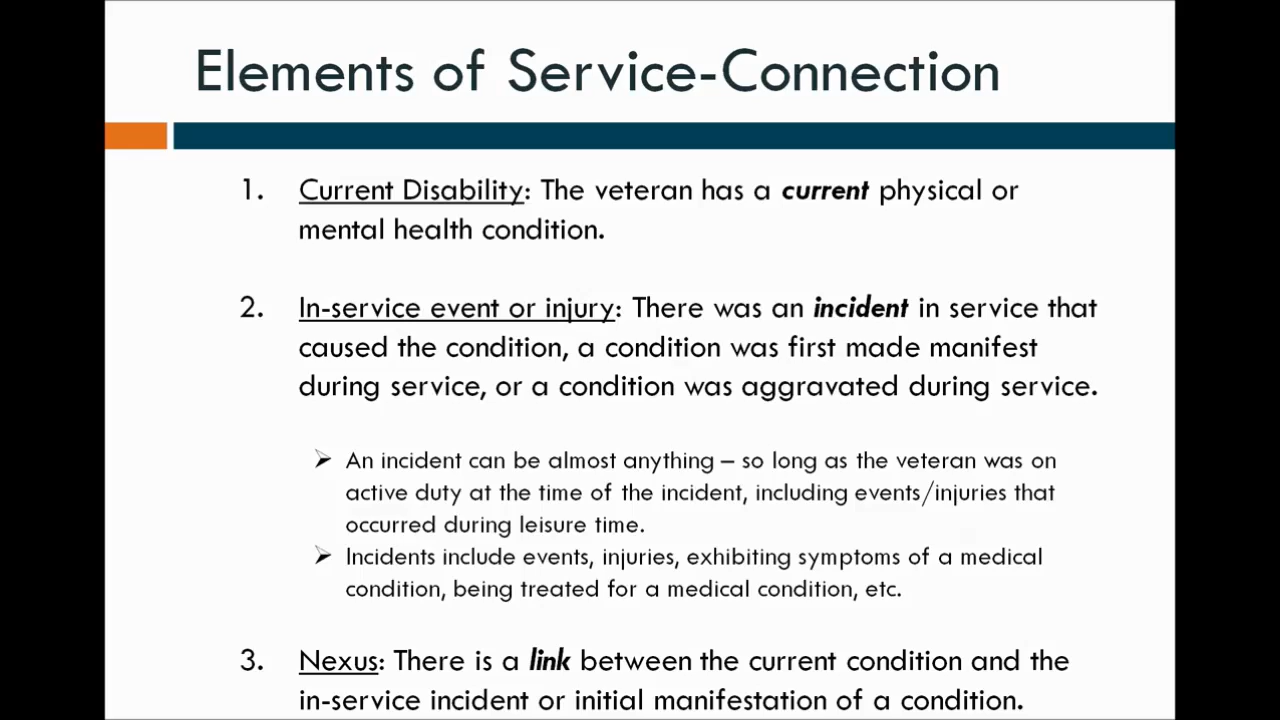 Elements of Service-Connection
1. Current Disability: The veteran has a current physical or
mental health condition.
2. In-service event or injury: There was an incident in service that
caused the condition, a condition was first made manifest
during service, or a condition was aggravated during service.
➢ An incident can be almost anything – so long as the veteran was on
active duty at the time of the incident, including events/injuries that
occurred during leisure time.
➢ Incidents include events, injuries, exhibiting symptoms of a medical
condition, being treated for a medical condition, etc.
3. Nexus: There is a link between the current condition and the
in-service incident or initial manifestation of a condition.